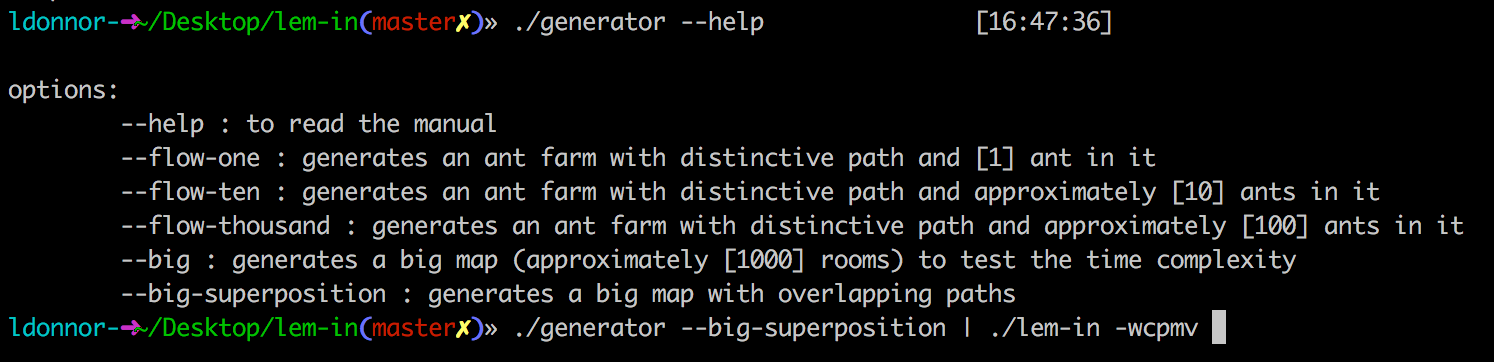 ldonnor-➜~/Desktop/lem-in(master✗)» ./generator --help [16:47:36]
options:
--help : to read the manual
--flow-one : generates an ant farm with distinctive path and [1] ant in it
--flow-ten : generates an ant farm with distinctive path and approximately [10] ants in it
--flow-thousand : generates an ant farm with distinctive path and approximately [100] ants in it
--big : generates a big map (approximately [1000] rooms) to test the time complexity
--big-superposition : generates a big map with overlapping paths
ldonnor-➜~/Desktop/lem-in(master✗)» ./generator --big-superposition | ./lem-in -wcpmv